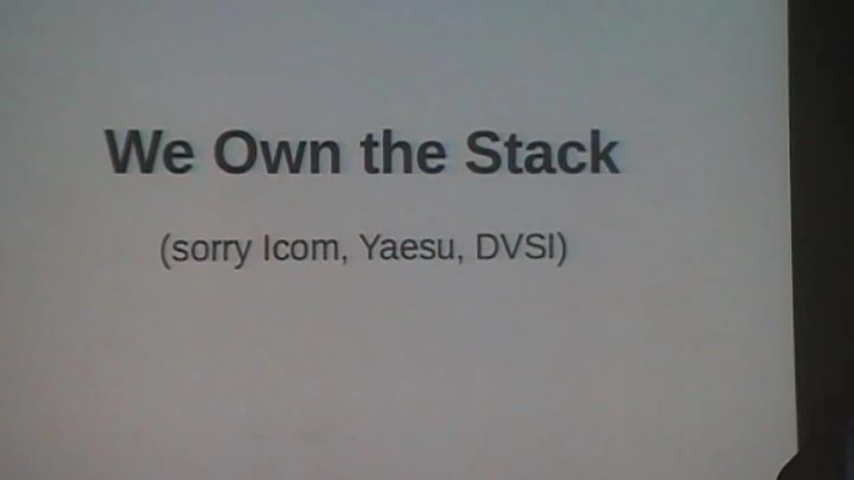 We Own the Stack
(sorry Icom, Yaesu, DVSI)